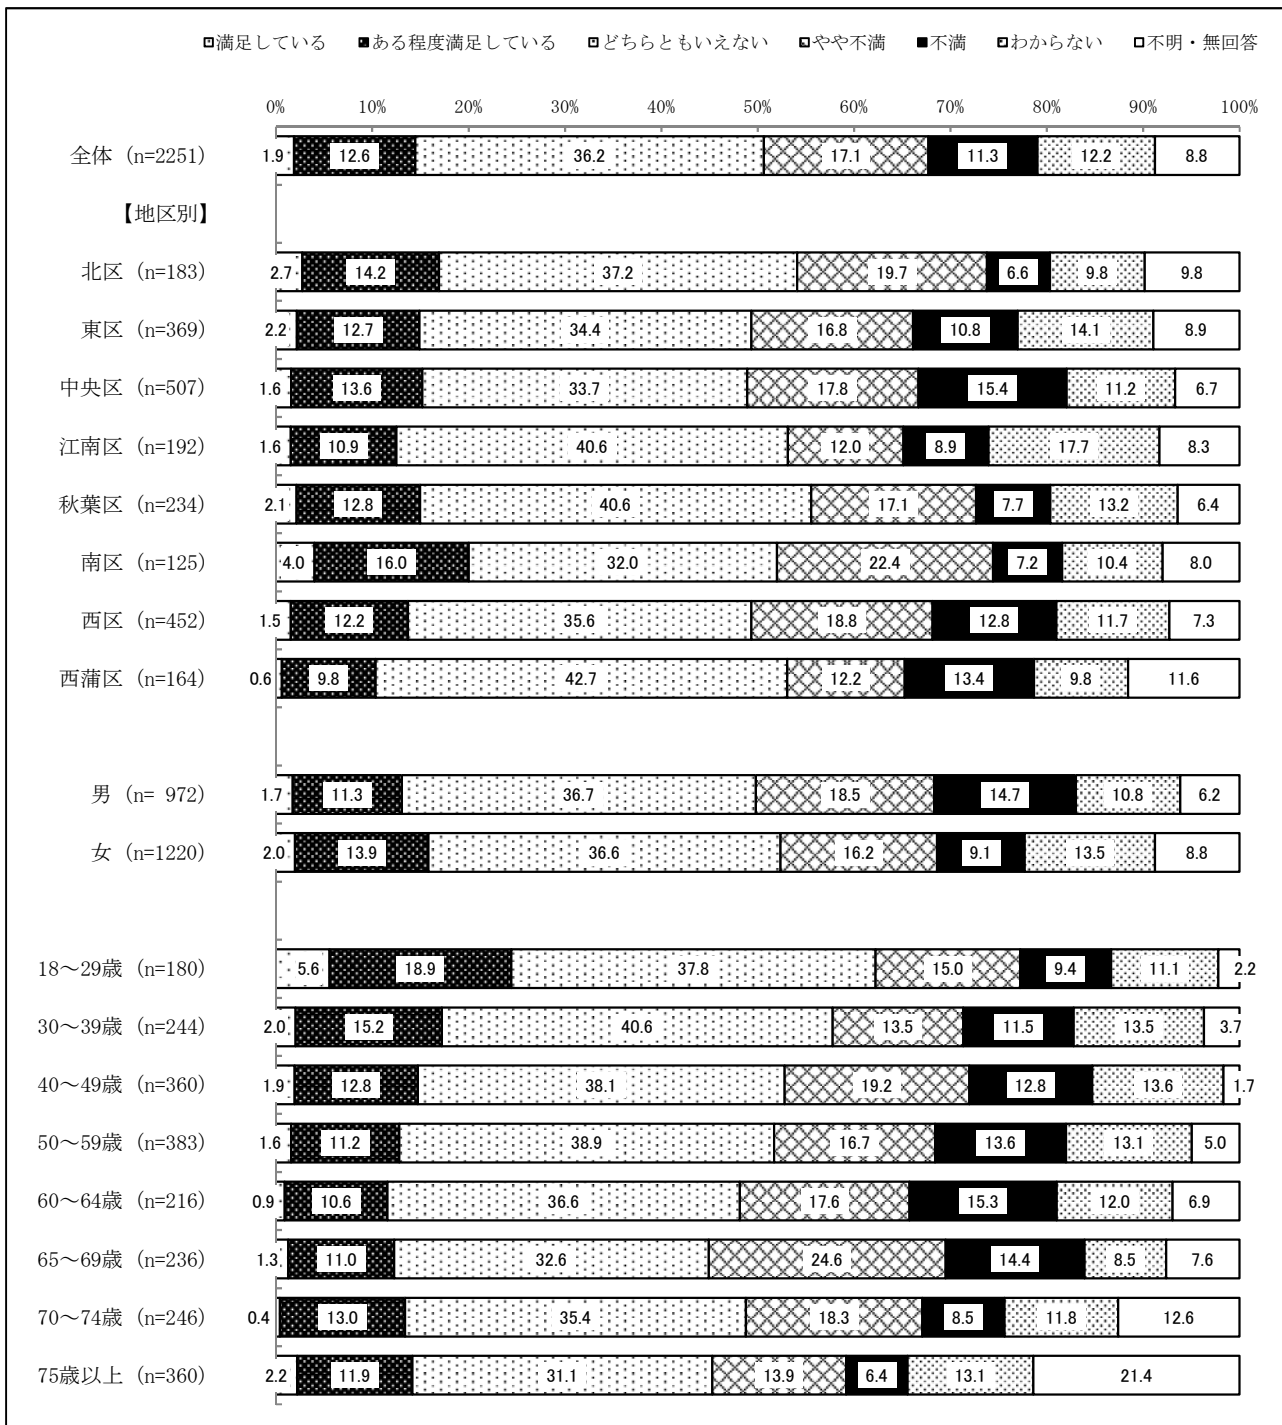 満足している ある程度満足している どちらともいえない やや不満 不満 わからない 不明・無回答
0% 10% 20% 30% 40% 50% 60% 70% 80% 90% 100%
全体 (n=2251) 1.9 12.6 36.2 17.1 11.3 12.2 8.8
【地区別】
北区 (n=183) 2.7 14.2 37.2 19.7 6.6 9.8 9.8
東区 (n=369) 2.2 12.7 34.4 16.8 10.8 14.1 8.9
中央区 (n=507) 1.6 13.6 33.7 17.8 15.4 11.2 6.7
江南区 (n=192) 1.6 10.9 40.6 12.0 8.9 17.7 8.3
秋葉区 (n=234) 2.1 12.8 40.6 17.1 7.7 13.2 6.4
南区 (n=125) 4.0 16.0 32.0 22.4 7.2 10.4 8.0
西区 (n=452) 1.5 12.2 35.6 18.8 12.8 11.7 7.3
西蒲区 (n=164) 0.6 9.8 42.7 12.2 13.4 9.8 11.6
男 (n= 972) 1.7 11.3 36.7 18.5 14.7 10.8 6.2
女 (n=1220) 2.0 13.9 36.6 16.2 9.1 13.5 8.8
18～29歳 (n=180) 5.6 18.9 37.8 15.0 9.4 11.1 2.2
30～39歳 (n=244) 2.0 15.2 40.6 13.5 11.5 13.5 3.7
40～49歳 (n=360) 1.9 12.8 38.1 19.2 12.8 13.6 1.7
50～59歳 (n=383) 1.6 11.2 38.9 16.7 13.6 13.1 5.0
60～64歳 (n=216) 0.9 10.6 36.6 17.6 15.3 12.0 6.9
65～69歳 (n=236) 1.3 11.0 32.6 24.6 14.4 8.5 7.6
70～74歳 (n=246) 0.4 13.0 35.4 18.3 8.5 11.8 12.6
75歳以上 (n=360) 2.2 11.9 31.1 13.9 6.4 13.1 21.4